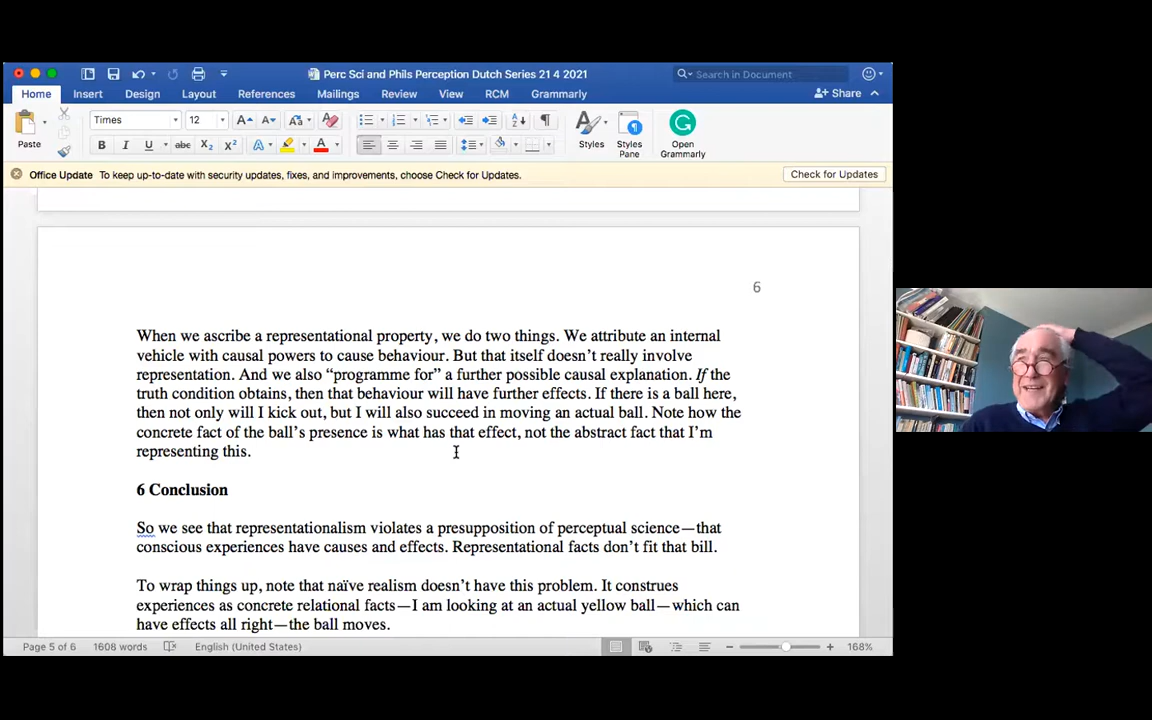 Perc Sci and Phils Perception Dutch Series 21 4 2021
Search in Document
Home Insert Design Layout References Mailings Review View RCM Grammarly
Share
Paste
Times 12
B I U abc X2 X2 A A
Styles
Styles Pane
Open Grammarly
Office Update To keep up-to-date with security updates, fixes, and improvements, choose Check for Updates.
Check for Updates
6
When we ascribe a representational property, we do two things. We attribute an internal
vehicle with causal powers to cause behaviour. But that itself doesn't really involve
representation. And we also “programme for” a further possible causal explanation. If the
truth condition obtains, then that behaviour will have further effects. If there is a ball here,
then not only will I kick out, but I will also succeed in moving an actual ball. Note how the
concrete fact of the ball's presence is what has that effect, not the abstract fact that I'm
representing this.
6 Conclusion
So we see that representationalism violates a presupposition of perceptual science—that
conscious experiences have causes and effects. Representational facts don't fit that bill.
To wrap things up, note that naïve realism doesn't have this problem. It construes
experiences as concrete relational facts—I am looking at an actual yellow ball—which can
have effects all right—the ball moves.
Page 5 of 6 1608 words English (United States) 168%